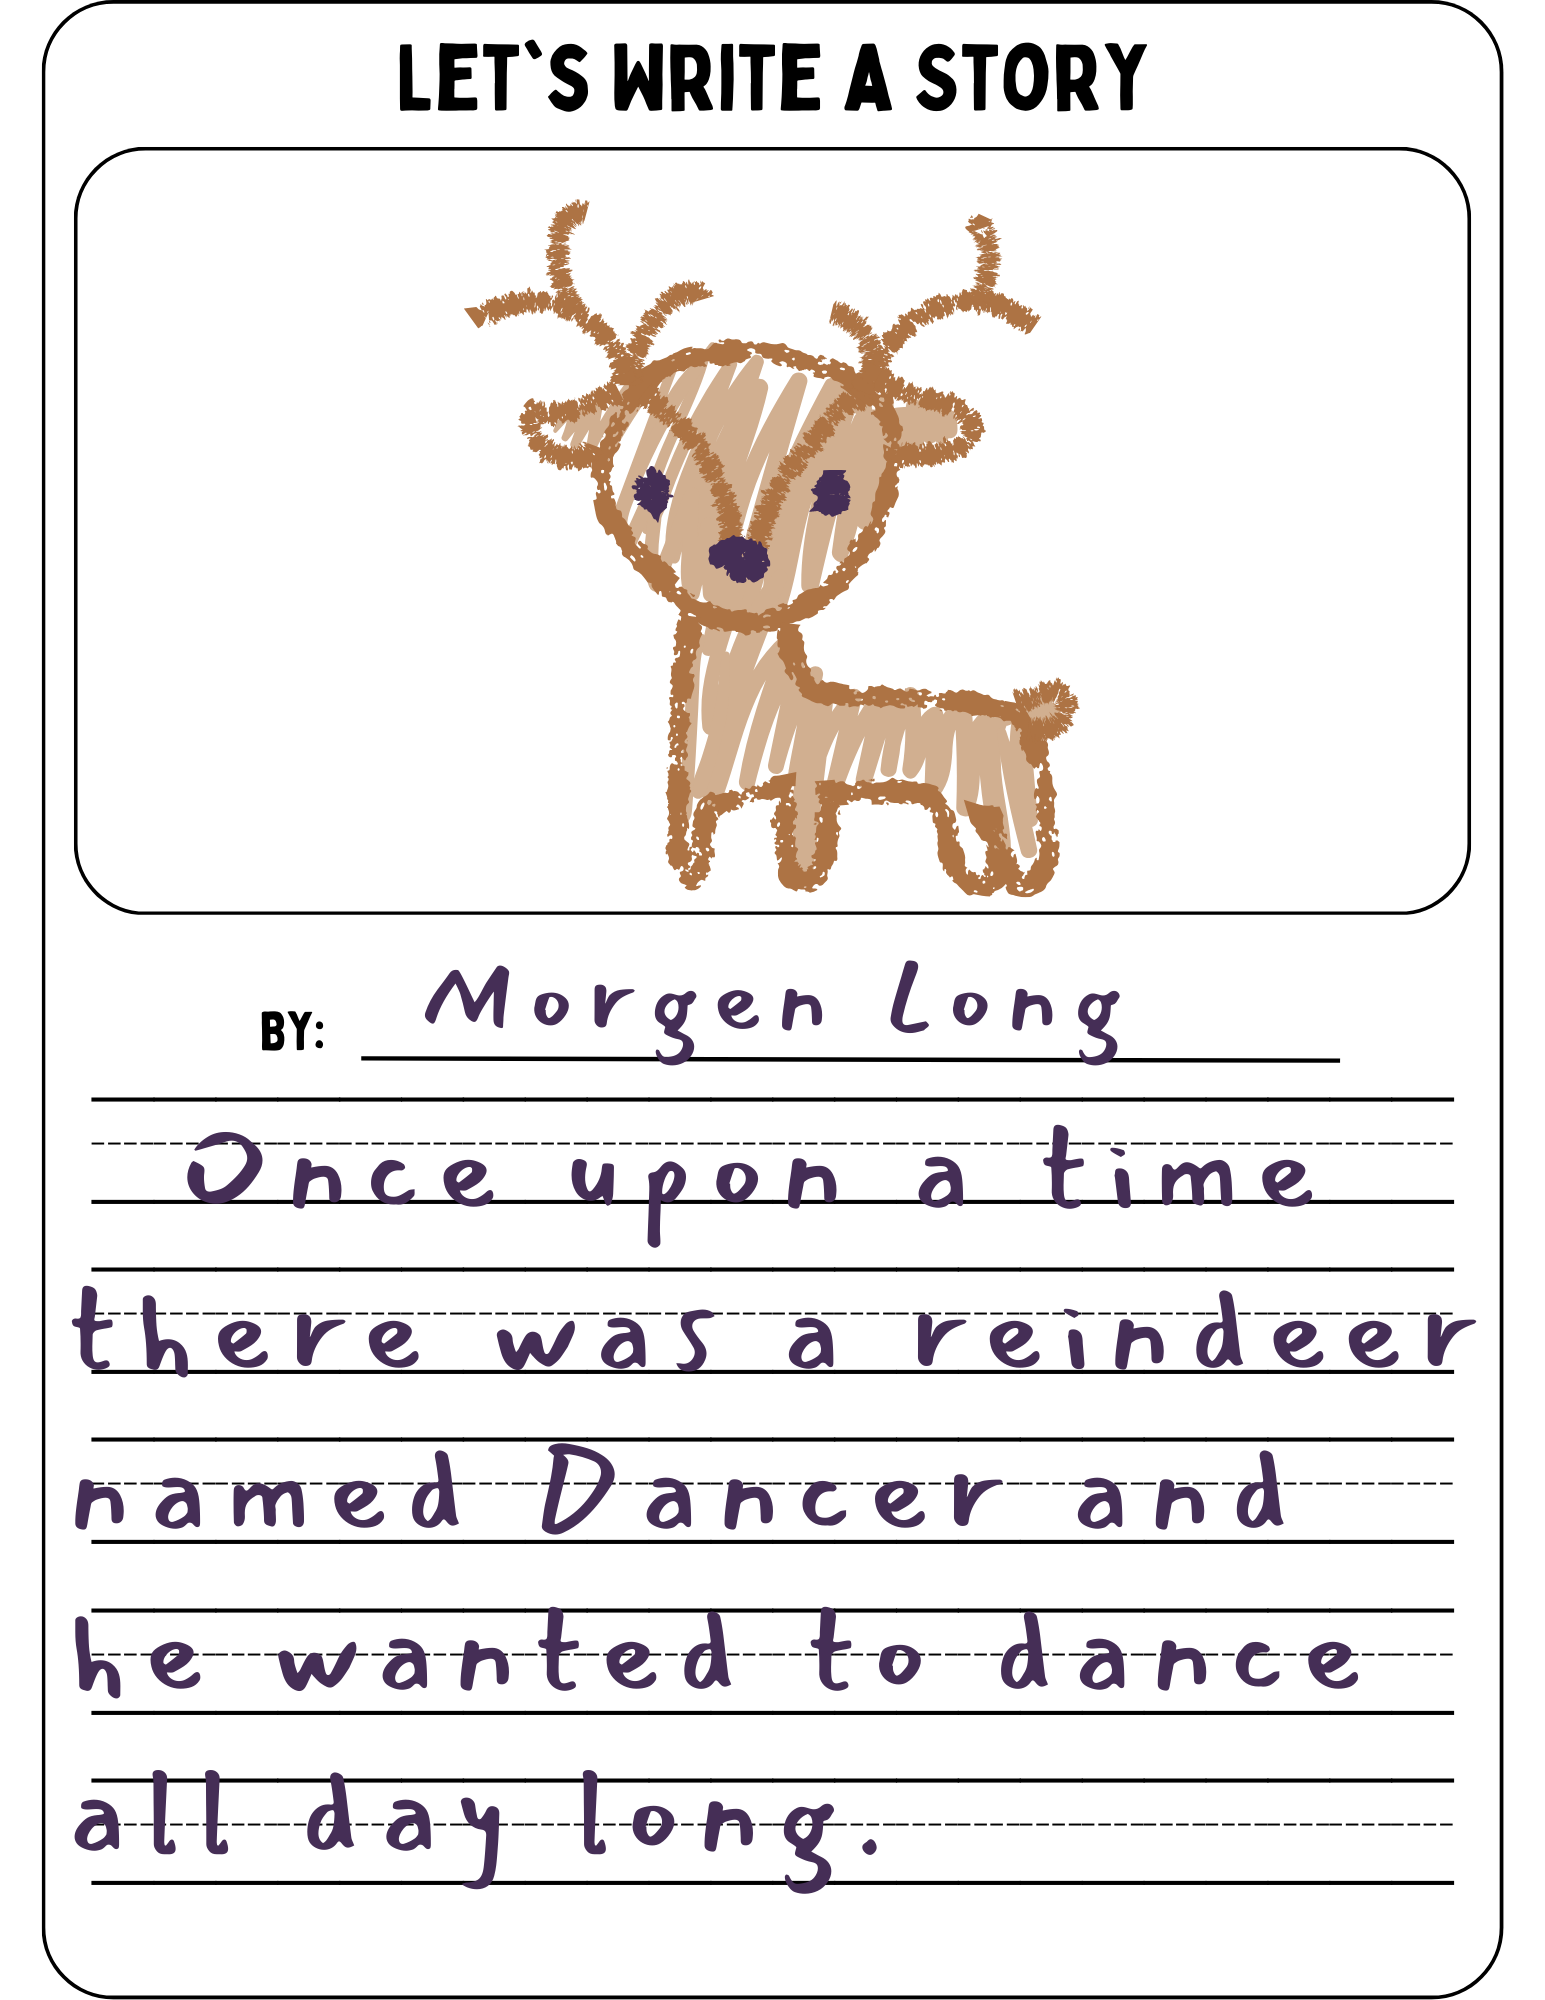 LET'S WRITE A STORY
BY: Morgen Long
Once upon a time
there was a reindeer
named Dancer and
he wanted to dance
all day long.